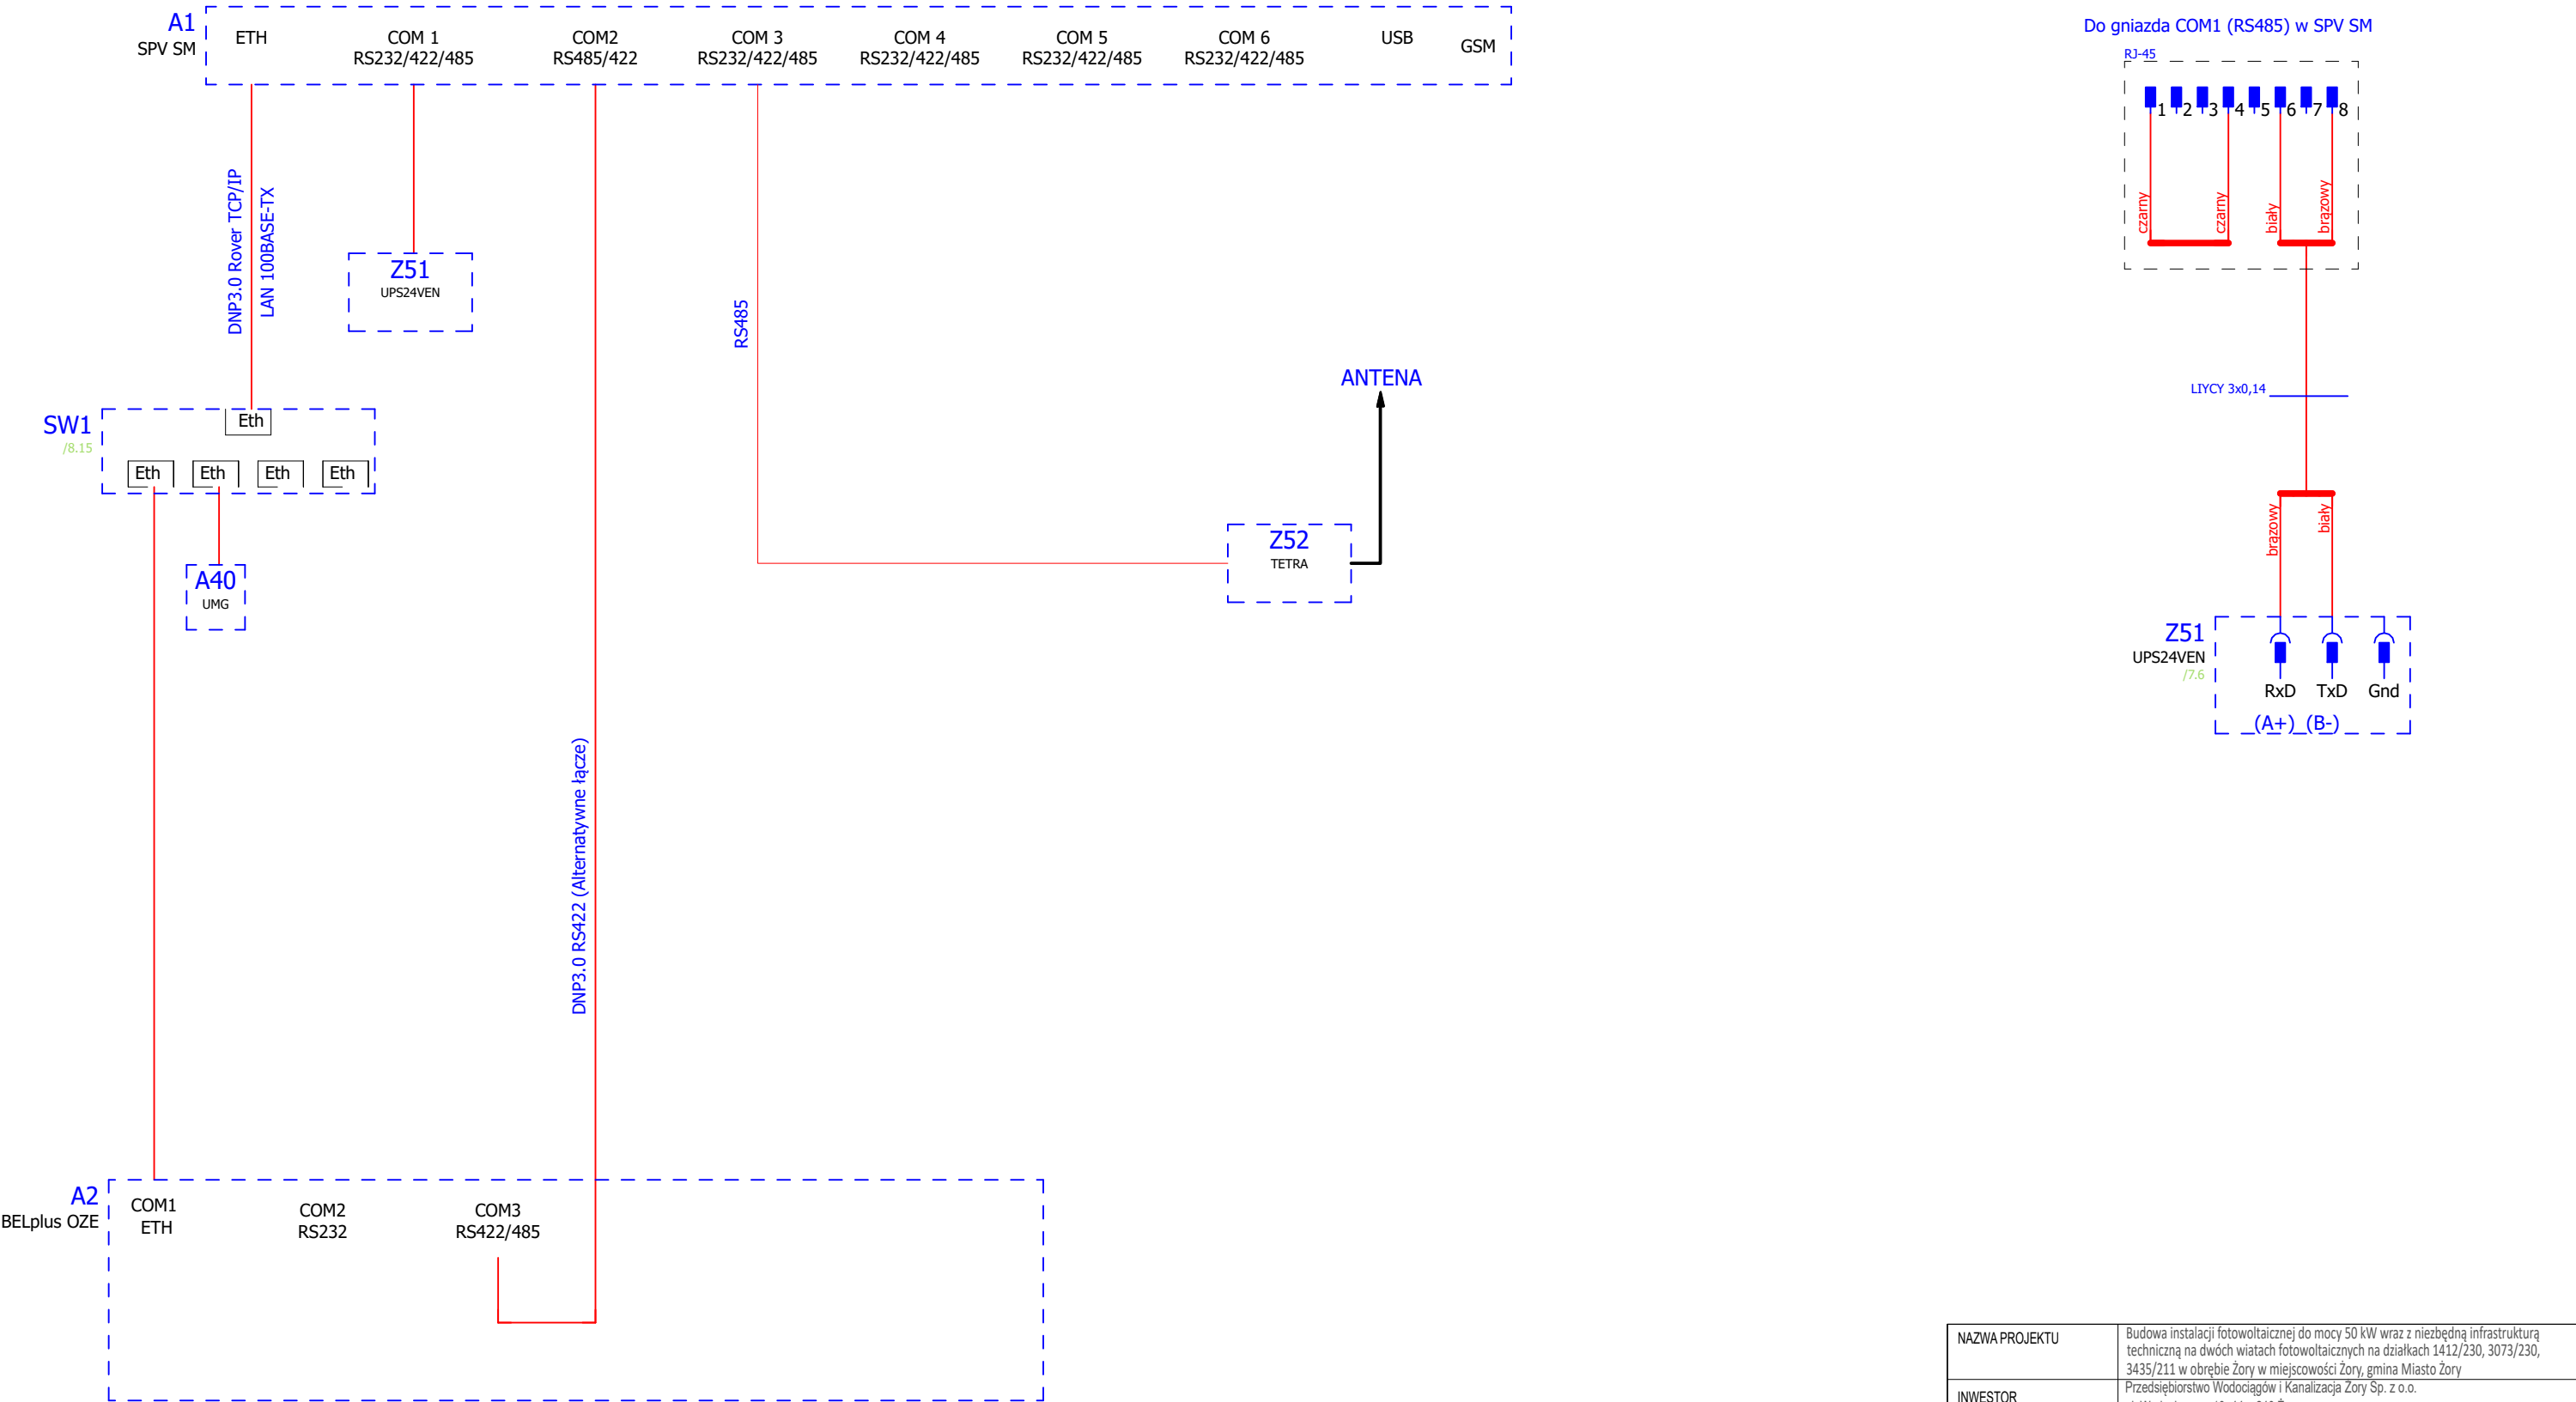 A1
SPV SM
ETH
COM 1
RS232/422/485
COM2
RS485/422
COM 3
RS232/422/485
COM 4
RS232/422/485
COM 5
RS232/422/485
COM 6
RS232/422/485
USB
GSM
DNP3.0 Rover TCP/IP
LAN 100BASE-TX
Z51
UPS24VEN
RS485
ANTENA
SW1
/8.15
Eth
Eth
Eth
Eth
Eth
A40
UMG
Z52
TETRA
DNP3.0 RS422 (Alternatywne łącze)
A2
BELplus OZE
COM1
ETH
COM2
RS232
COM3
RS422/485
Do gniazda COM1 (RS485) w SPV SM
RJ-45
1 2 3 4 5 6 7 8
czarny
czarny
biały
brązowy
LIYCY 3x0,14
brązowy
biały
Z51
UPS24VEN
/7.6
RxD TxD Gnd
(A+) (B-)
NAZWA PROJEKTU
Budowa instalacji fotowoltaicznej do mocy 50 kW wraz z niezbędną infrastrukturą
techniczną na dwóch wiatach fotowoltaicznych na działkach 1412/230, 3073/230,
3435/211 w obrębie Żory w miejscowości Żory, gmina Miasto Żory
INWESTOR
Przedsiębiorstwo Wodociągów i Kanalizacja Żory Sp. z o.o.